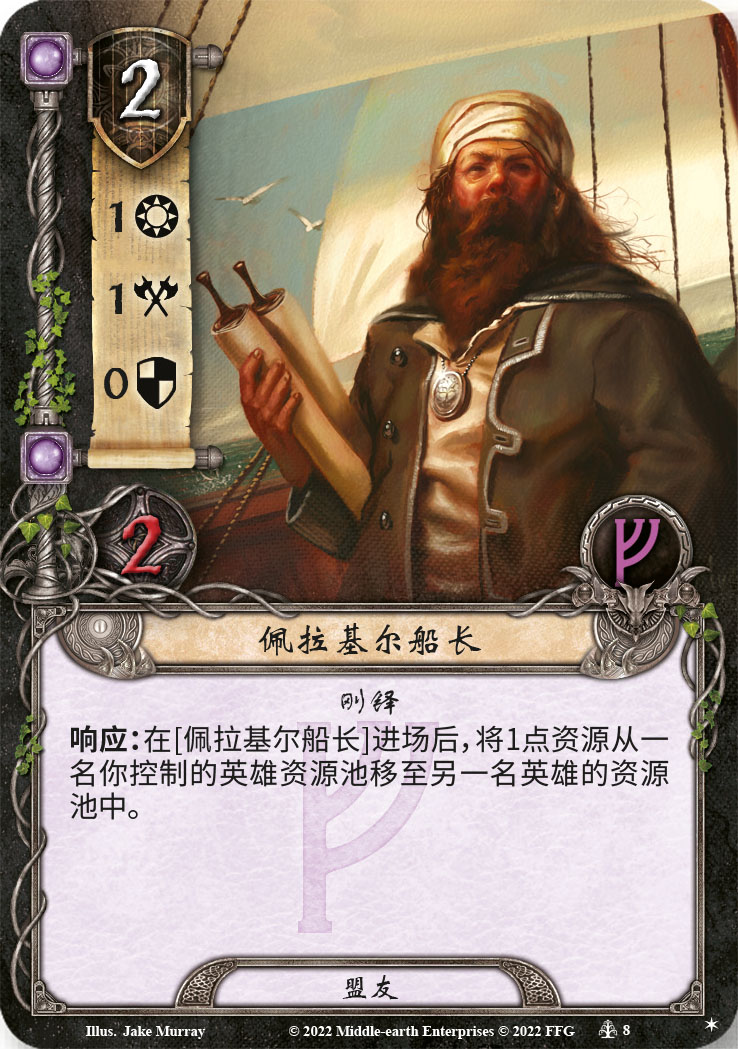 2
1
1
0
2
佩拉基尔船长
刚铎
响应：在[佩拉基尔船长]进场后，将1点资源从一
名你控制的英雄资源池移至另一名英雄的资源
池中。
盟友
Illus. Jake Murray
© 2022 Middle-earth Enterprises © 2022 FFG
8